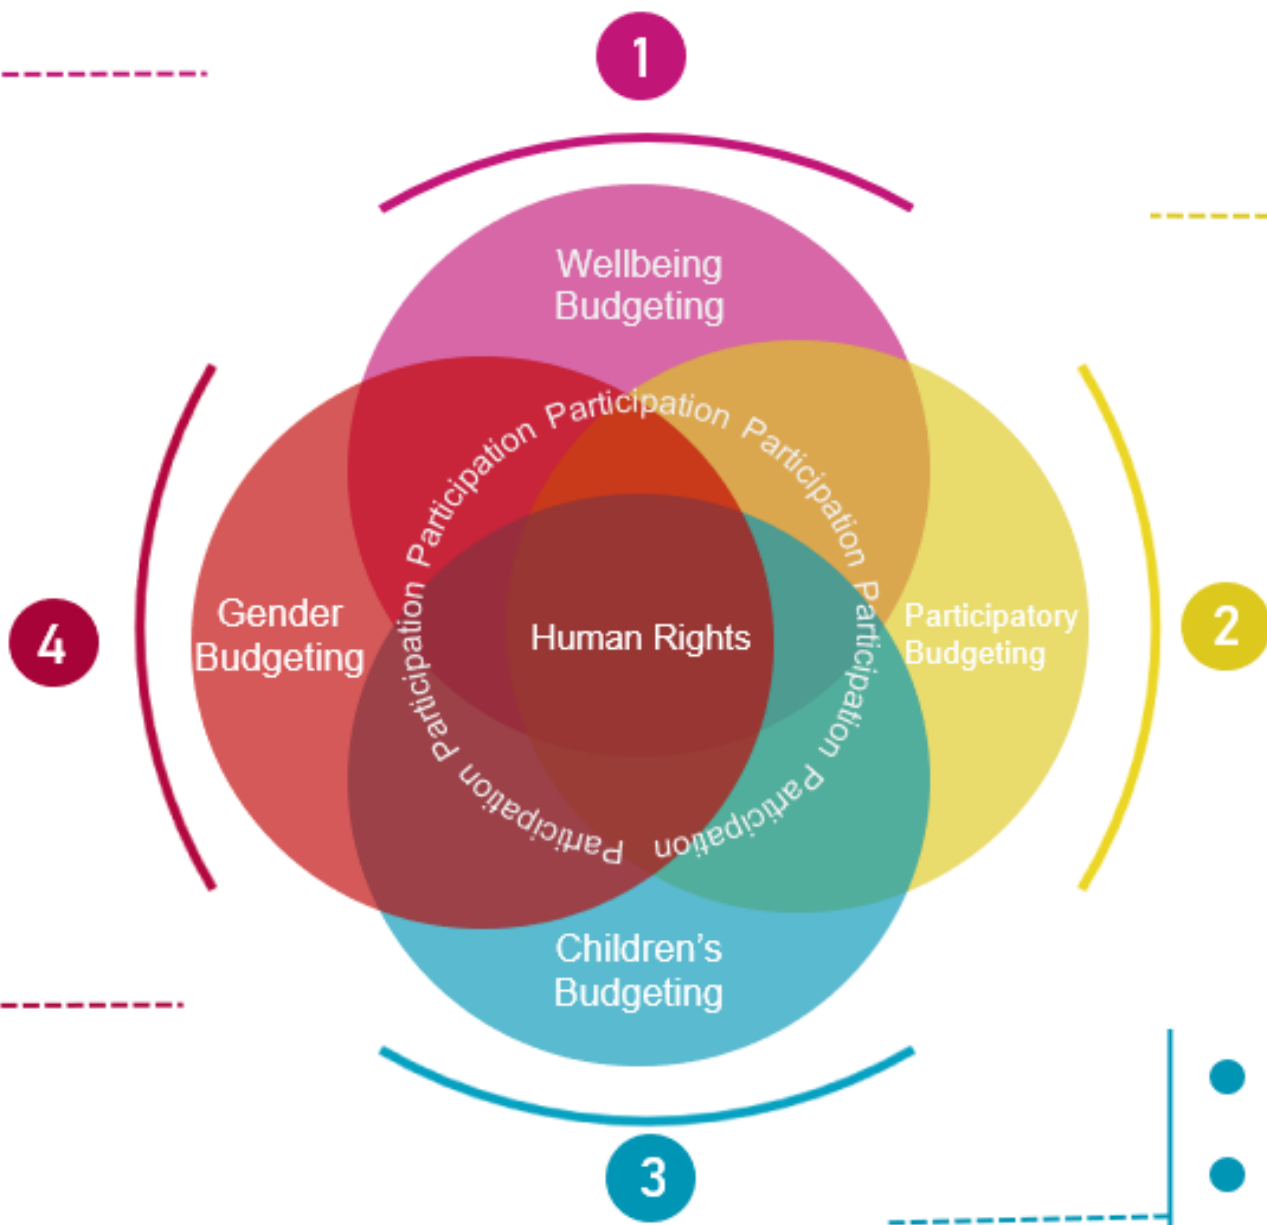 1
Wellbeing
Budgeting
Participation Participation Participation Participation Participation Participation Participation
Gender
Budgeting
Human Rights
Participatory
Budgeting
4
2
Children's
Budgeting
3